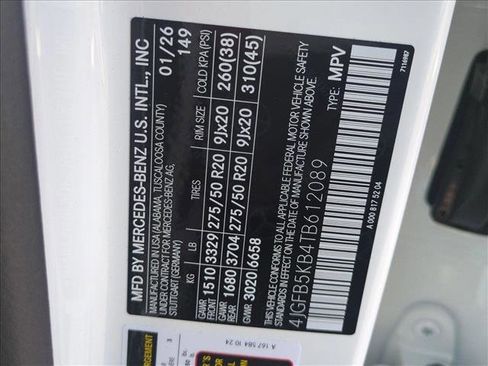 MFD BY MERCEDES-BENZ U.S. INTL., INC
MANUFACTURED IN USA (ALABAMA, TUSCALOOSA COUNTY)
IN CONTRACT FOR MERCEDES-BENZ AG,
STUTTGART (GERMANY)
01/26
149
KG LB TIRES RIM SIZE COLD KPA(PSI)
GAWR FRONT 1510 3329 275/50 R20 9Jx20 260(38)
GAWR REAR 1680 3704 275/50 R20 9Jx20 310(45)
GVWR 3020 6658
THIS VEHICLE CONFORMS TO ALL APPLICABLE FEDERAL MOTOR VEHICLE SAFETY
STANDARDS IN EFFECT ON THE DATE OF MANUFACTURE SHOWN ABOVE.
4JGFB5KB4TB612089 TYPE: MPV
A 000 817 52 04
A 167 584 10 24